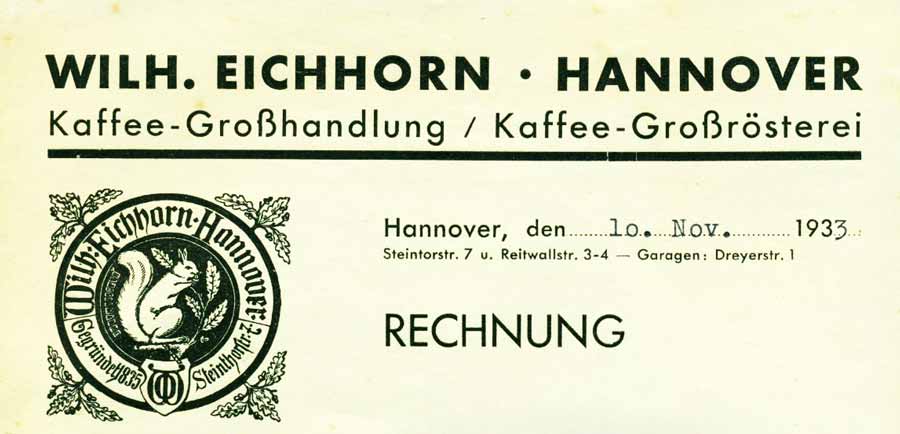 WILH. EICHHORN · HANNOVER
Kaffee-Großhandlung / Kaffee-Großrösterei
Hannover, den 10. Nov. 1933
Steintorstr. 7 u. Reitwallstr. 3-4 — Garagen: Dreyerstr. 1
RECHNUNG
Wilh. Eichhorn · Hannover
Gegründet 1835